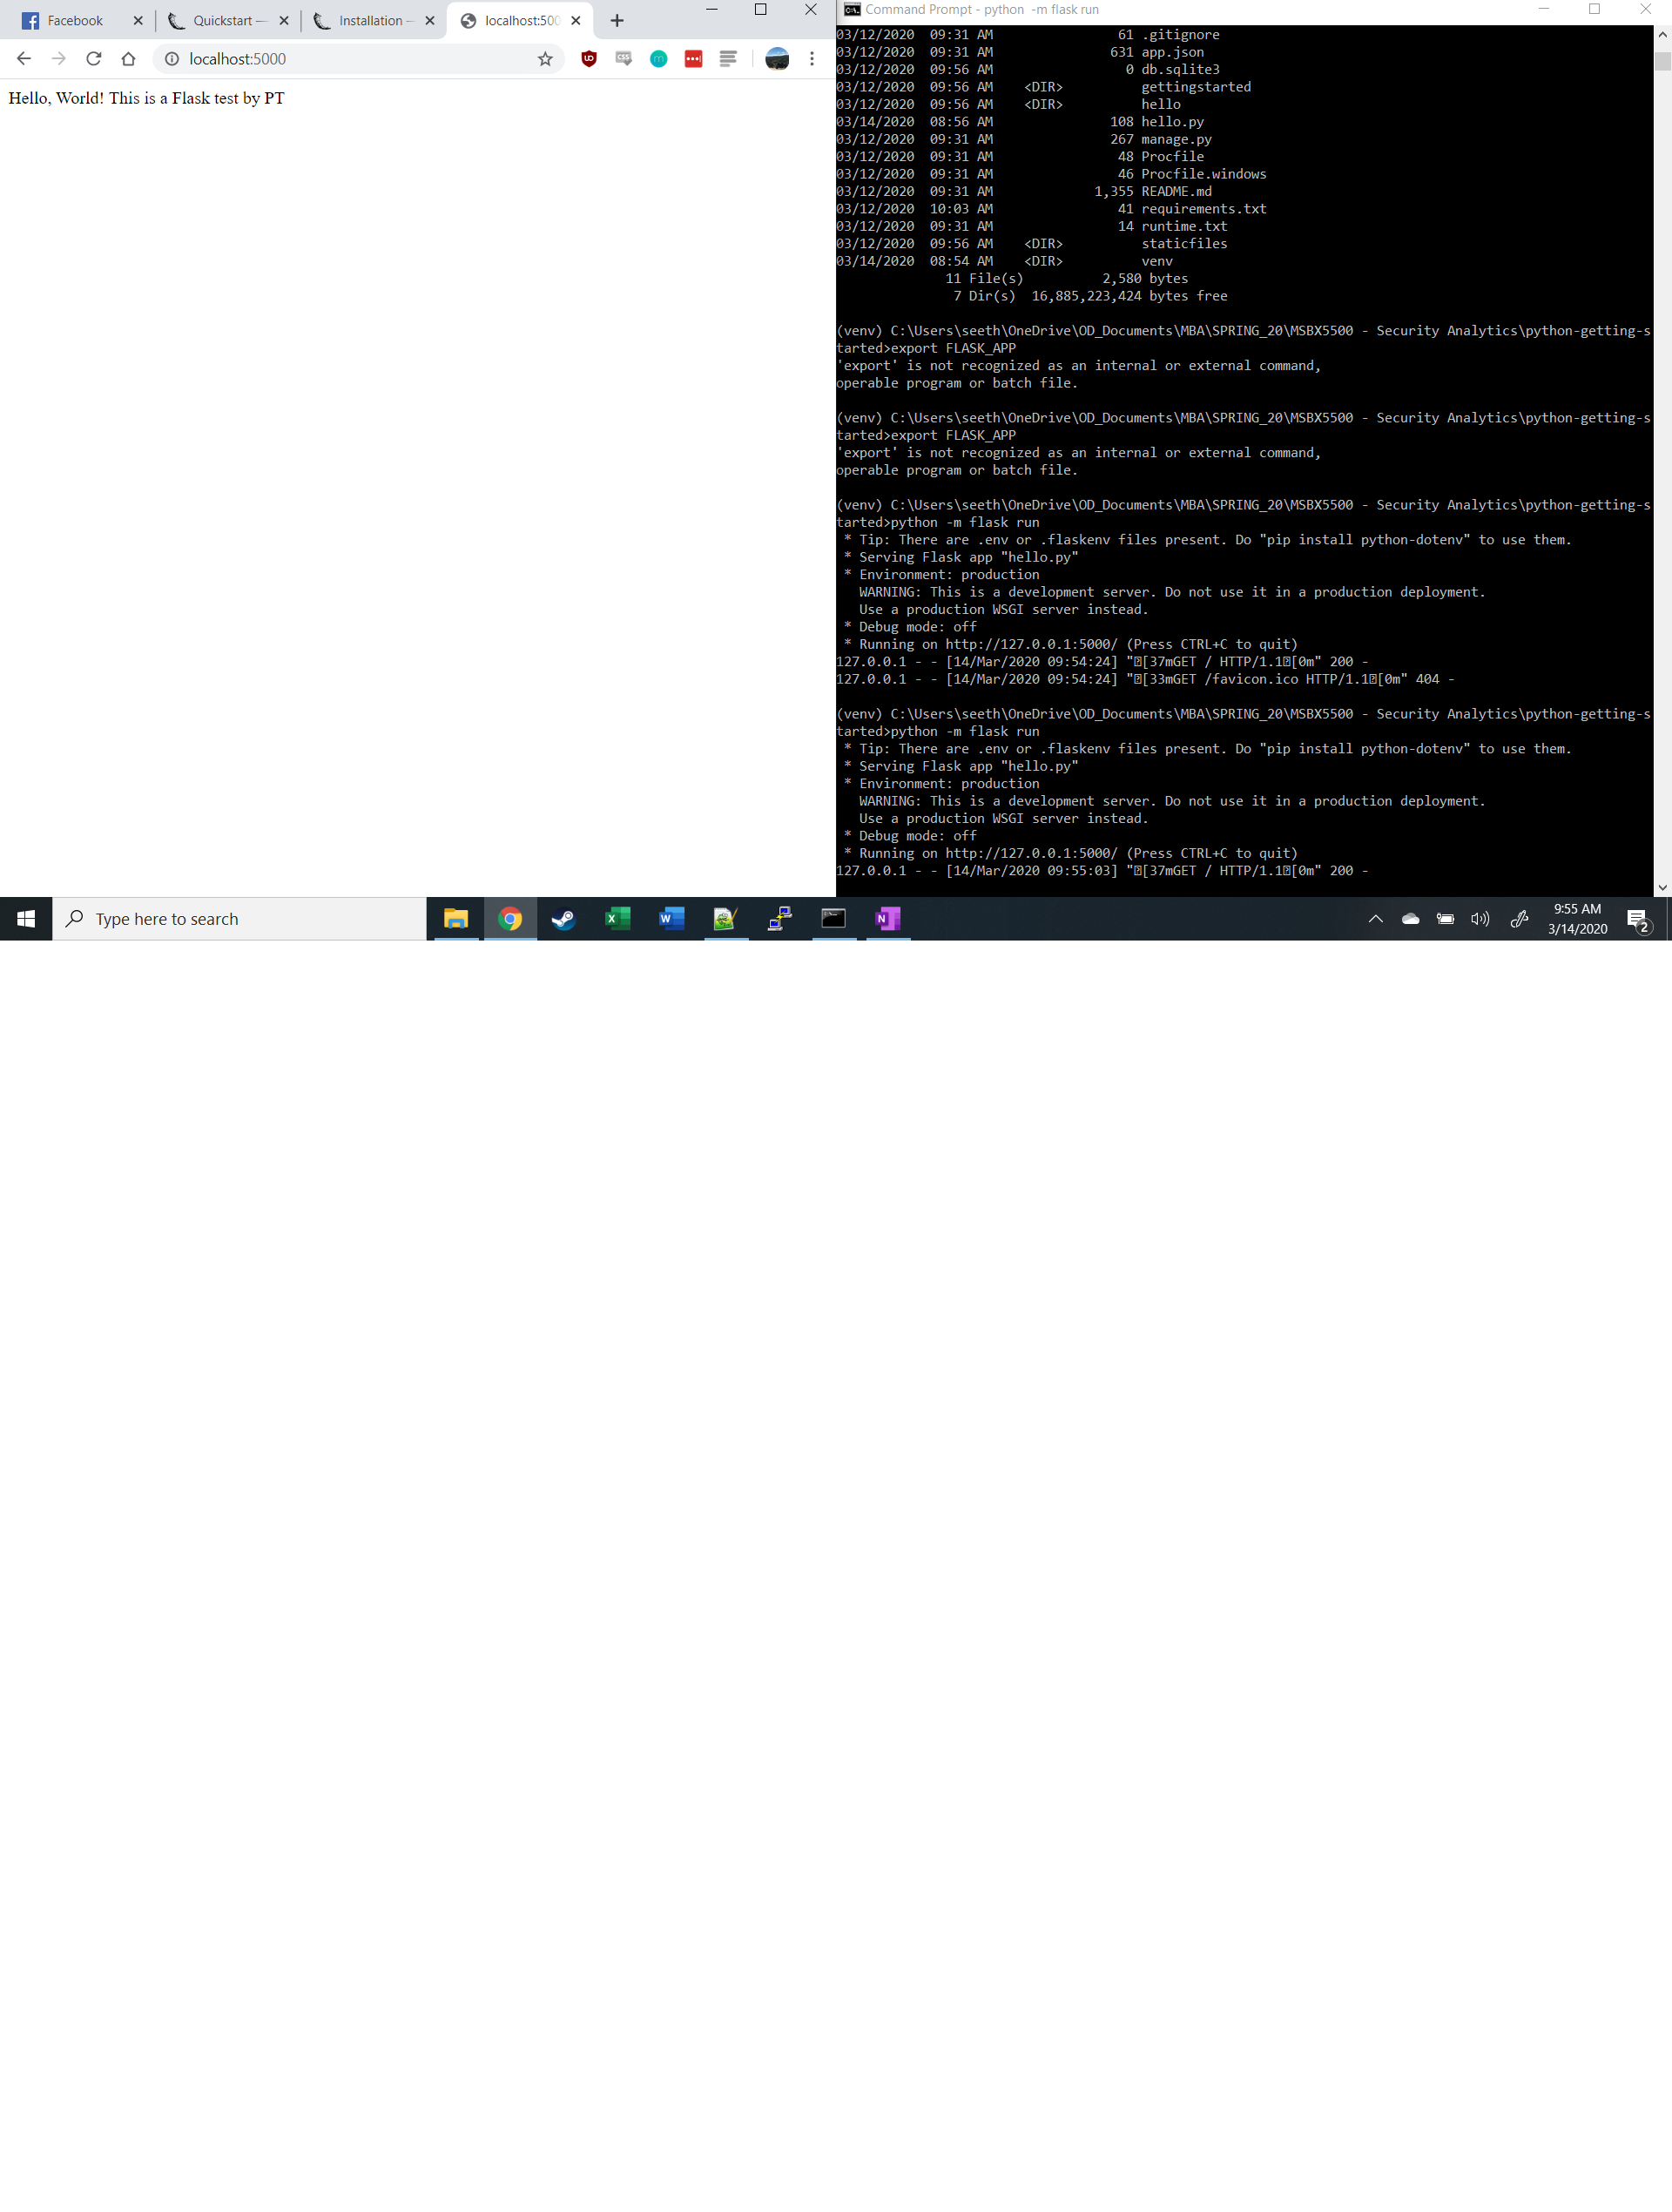 Facebook
Quickstart —
Installation —
localhost:500
localhost:5000
Hello, World! This is a Flask test by PT
Command Prompt - python  -m flask run
03/12/2020  09:31 AM                61 .gitignore
03/12/2020  09:31 AM               631 app.json
03/12/2020  09:56 AM                 0 db.sqlite3
03/12/2020  09:56 AM    <DIR>          gettingstarted
03/12/2020  09:56 AM    <DIR>          hello
03/14/2020  08:56 AM               108 hello.py
03/12/2020  09:31 AM               267 manage.py
03/12/2020  09:31 AM                48 Procfile
03/12/2020  09:31 AM                46 Procfile.windows
03/12/2020  09:31 AM             1,355 README.md
03/12/2020  10:03 AM                41 requirements.txt
03/12/2020  09:31 AM                14 runtime.txt
03/12/2020  09:56 AM    <DIR>          staticfiles
03/14/2020  08:54 AM    <DIR>          venv
11 File(s)          2,580 bytes
7 Dir(s)  16,885,223,424 bytes free
(venv) C:\Users\seeth\OneDrive\OD_Documents\MBA\SPRING_20\MSBX5500 - Security Analytics\python-getting-s
tarted>export FLASK_APP
'export' is not recognized as an internal or external command,
operable program or batch file.
(venv) C:\Users\seeth\OneDrive\OD_Documents\MBA\SPRING_20\MSBX5500 - Security Analytics\python-getting-s
tarted>export FLASK_APP
'export' is not recognized as an internal or external command,
operable program or batch file.
(venv) C:\Users\seeth\OneDrive\OD_Documents\MBA\SPRING_20\MSBX5500 - Security Analytics\python-getting-s
tarted>python -m flask run
* Tip: There are .env or .flaskenv files present. Do "pip install python-dotenv" to use them.
* Serving Flask app "hello.py"
* Environment: production
WARNING: This is a development server. Do not use it in a production deployment.
Use a production WSGI server instead.
* Debug mode: off
* Running on http://127.0.0.1:5000/ (Press CTRL+C to quit)
127.0.0.1 - - [14/Mar/2020 09:54:24] "⍰[37mGET / HTTP/1.1⍰[0m" 200 -
127.0.0.1 - - [14/Mar/2020 09:54:24] "⍰[33mGET /favicon.ico HTTP/1.1⍰[0m" 404 -
(venv) C:\Users\seeth\OneDrive\OD_Documents\MBA\SPRING_20\MSBX5500 - Security Analytics\python-getting-s
tarted>python -m flask run
* Tip: There are .env or .flaskenv files present. Do "pip install python-dotenv" to use them.
* Serving Flask app "hello.py"
* Environment: production
WARNING: This is a development server. Do not use it in a production deployment.
Use a production WSGI server instead.
* Debug mode: off
* Running on http://127.0.0.1:5000/ (Press CTRL+C to quit)
127.0.0.1 - - [14/Mar/2020 09:55:03] "⍰[37mGET / HTTP/1.1⍰[0m" 200 -
Type here to search
9:55 AM
3/14/2020
2